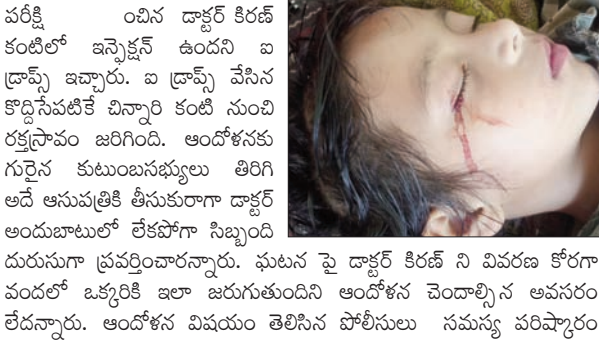 పరీక్షి ంచిన డాక్టర్ కిరణ్
కంటిలో ఇన్ఫెక్షన్ ఉందని ఐ
డ్రాప్స్ ఇచ్చారు. ఐ డ్రాప్స్ వేసిన
కొద్దిసేపటికే చిన్నారి కంటి నుంచి
రక్తస్రావం జరిగింది. ఆందోళనకు
గురైన కుటుంబసభ్యులు తిరిగి
అదే ఆసుపత్రికి తీసుకురాగా డాక్టర్
అందుబాటులో లేకపోగా సిబ్బంది
దురుసుగా ప్రవర్తించారన్నారు. ఘటన పై డాక్టర్ కిరణ్ ని వివరణ కోరగా
వందలో ఒక్కరికి ఇలా జరుగుతుందిని ఆందోళన చెందాల్సి న అవసరం
లేదన్నారు. ఆందోళన విషయం తెలిసిన పోలీసులు సమస్య పరిష్కారం